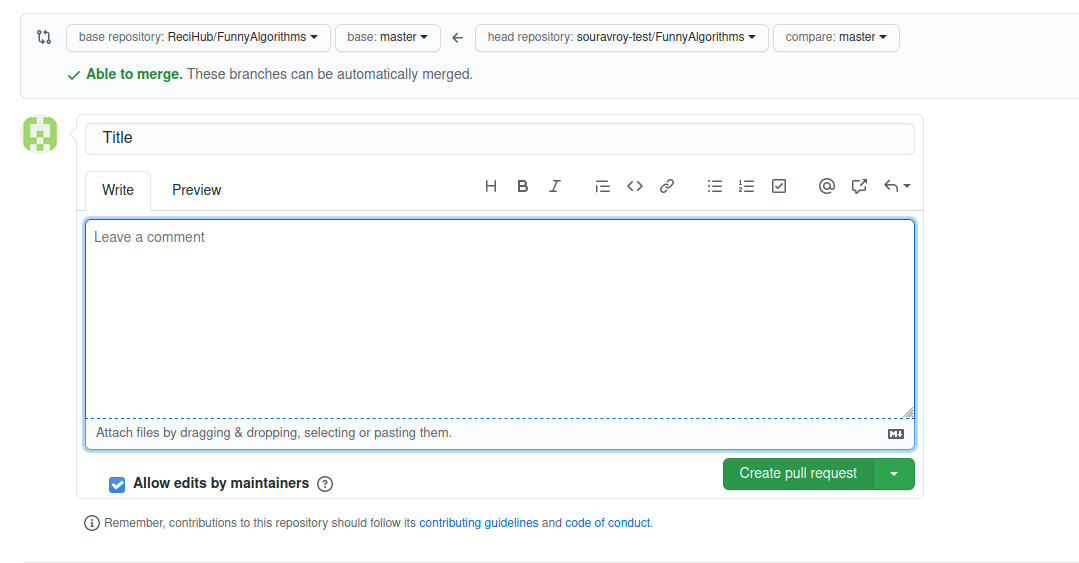 base repository: ReciHub/FunnyAlgorithms base: master head repository: souravroy-test/FunnyAlgorithms compare: master
Able to merge. These branches can be automatically merged.
Title
Write Preview
Leave a comment
Attach files by dragging & dropping, selecting or pasting them.
Allow edits by maintainers
Create pull request
Remember, contributions to this repository should follow its contributing guidelines and code of conduct.